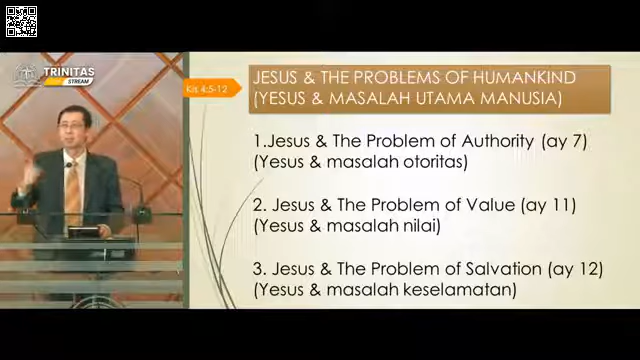 TRINITAS
STREAM
Kis 4:5-12
JESUS & THE PROBLEMS OF HUMANKIND
(YESUS & MASALAH UTAMA MANUSIA)
1.Jesus & The Problem of Authority (ay 7)
(Yesus & masalah otoritas)
2. Jesus & The Problem of Value (ay 11)
(Yesus & masalah nilai)
3. Jesus & The Problem of Salvation (ay 12)
(Yesus & masalah keselamatan)